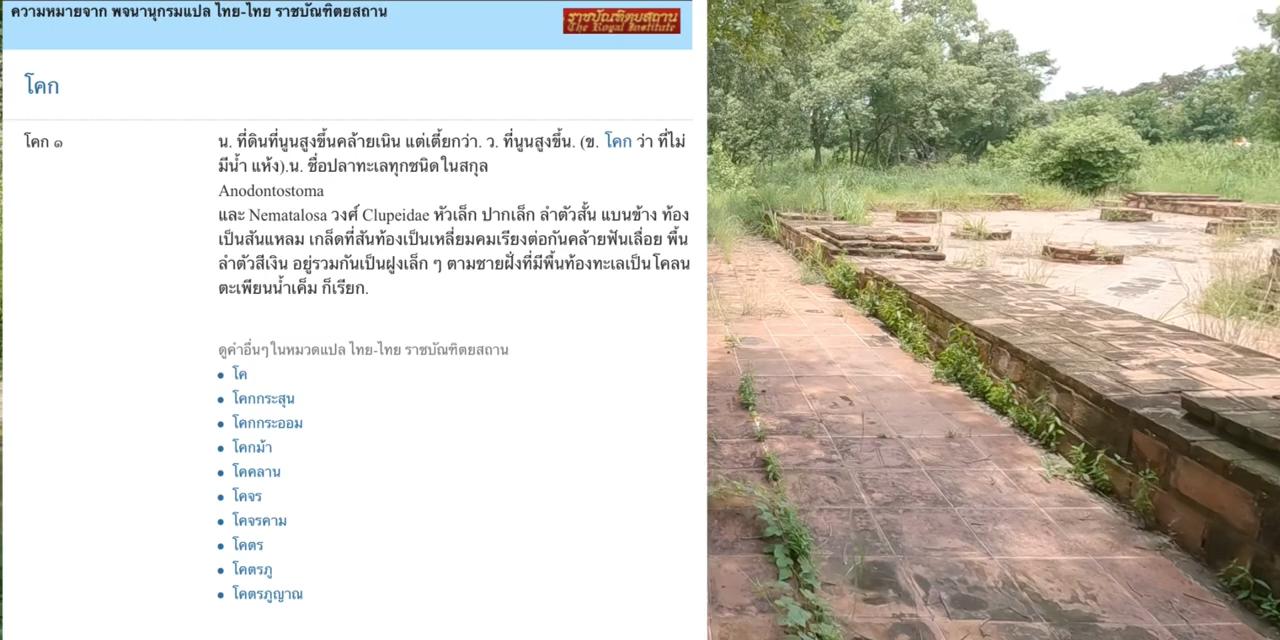 ความหมายจาก พจนานุกรมแปล ไทย-ไทย ราชบัณฑิตยสถาน
ราชบัณฑิตยสถาน
The Royal Institute
โคก
โคก ๑
น. ที่ดินที่นูนสูงขึ้นคล้ายเนิน แต่เตี้ยกว่า. ว. ที่นูนสูงขึ้น. (ข. โคก ว่า ที่ไม่
มีน้ำ แห้ง).น. ชื่อปลาทะเลทุกชนิดในสกุล
Anodontostoma
และ Nematalosa วงศ์ Clupeidae หัวเล็ก ปากเล็ก ลำตัวสั้น แบนข้าง ท้อง
เป็นสันแหลม เกล็ดที่สันท้องเป็นเหลี่ยมคมเรียงต่อกันคล้ายฟันเลื่อย พื้น
ลำตัวสีเงิน อยู่รวมกันเป็นฝูงเล็ก ๆ ตามชายฝั่งที่มีพื้นท้องทะเลเป็นโคลน
ตะเพียนน้ำเค็ม ก็เรียก.
ดูคำอื่นๆในหมวดแปล ไทย-ไทย ราชบัณฑิตยสถาน
โค
โคกกระสุน
โคกกระออม
โคกม้า
โคคลาน
โคจร
โคจรคาม
โคตร
โคตรภู
โคตรภูญาณ